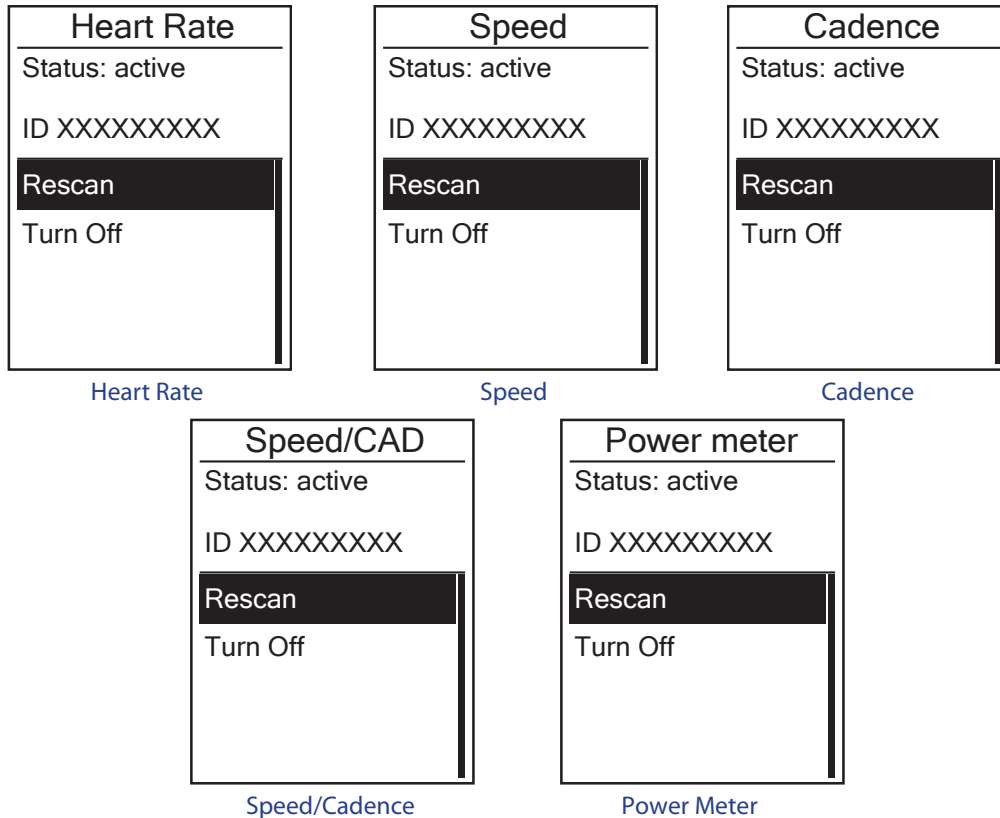 Heart Rate
Status: active
ID XXXXXXXXX
Rescan
Turn Off
Heart Rate
Speed
Status: active
ID XXXXXXXXX
Rescan
Turn Off
Speed
Cadence
Status: active
ID XXXXXXXXX
Rescan
Turn Off
Cadence
Speed/CAD
Status: active
ID XXXXXXXXX
Rescan
Turn Off
Speed/Cadence
Power meter
Status: active
ID XXXXXXXXX
Rescan
Turn Off
Power Meter